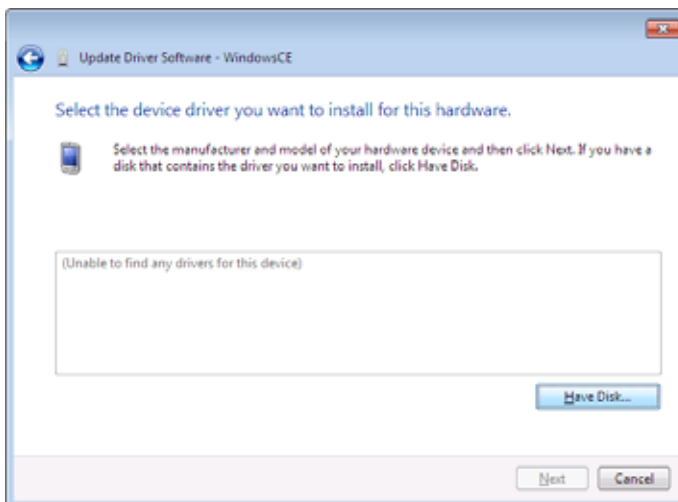 Update Driver Software - WindowsCE
Select the device driver you want to install for this hardware.
Select the manufacturer and model of your hardware device and then click Next. If you have a
disk that contains the driver you want to install, click Have Disk.
(Unable to find any drivers for this device)
Have Disk...
Next
Cancel